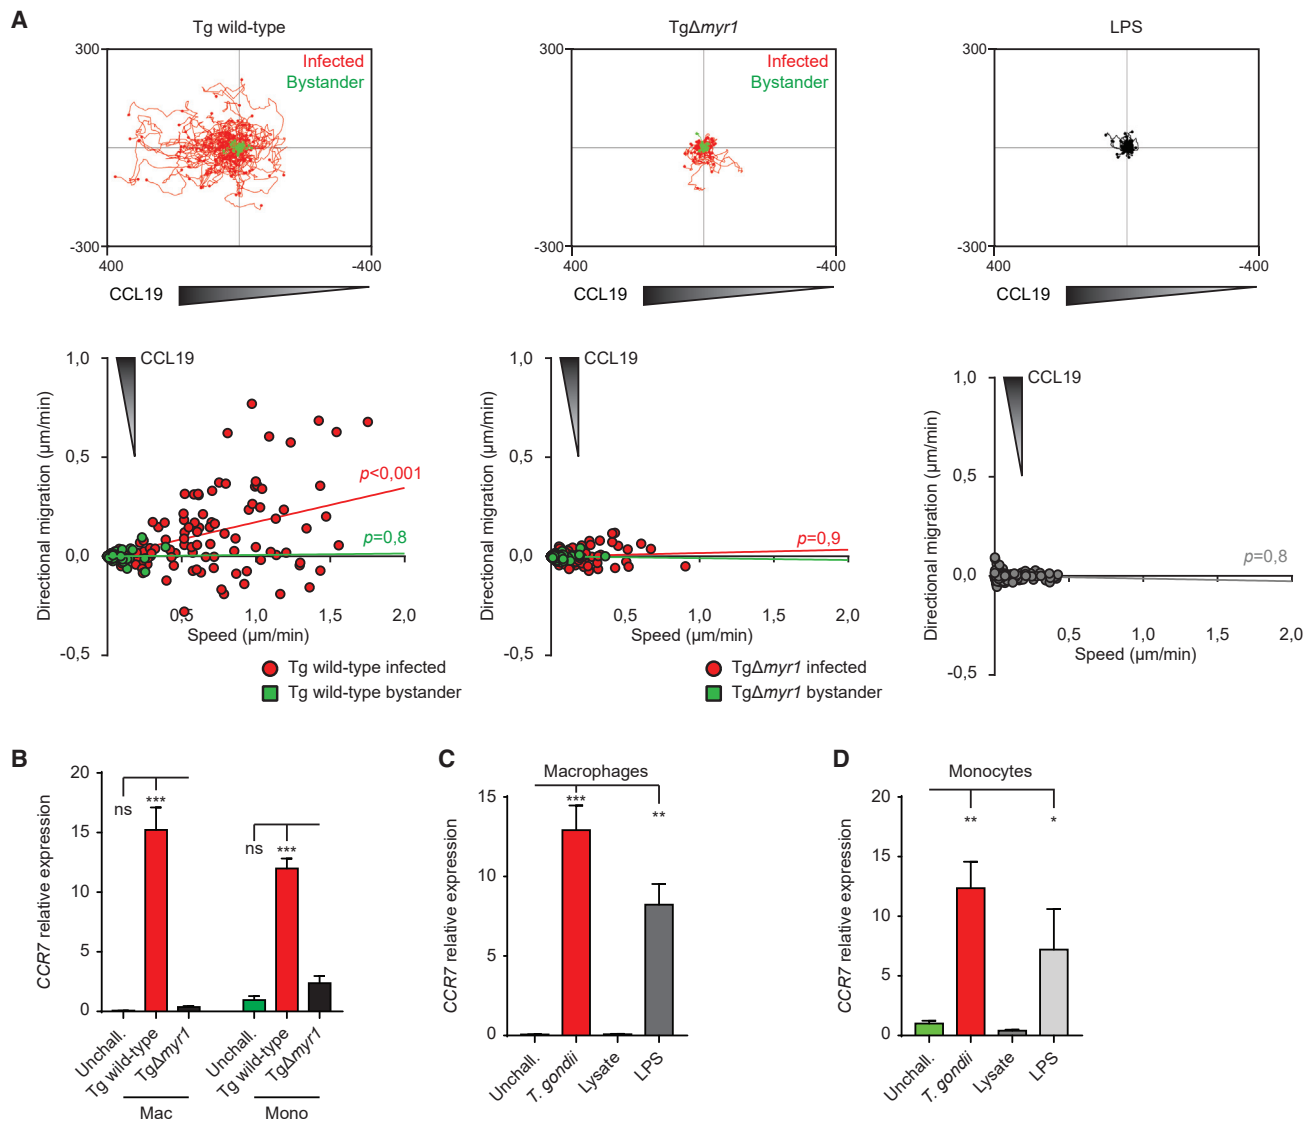 A
Tg wild-type
300
Infected
Bystander
-300
400
-400
CCL19
TgΔmyr1
300
Infected
Bystander
-300
400
-400
CCL19
LPS
300
-300
400
-400
CCL19
1,0
0,5
0,0
-0,5
Directional migration (µm/min)
CCL19
p<0,001
p=0,8
0,5
1,0
1,5
2,0
Speed (µm/min)
Tg wild-type infected
Tg wild-type bystander
1,0
0,5
0,0
-0,5
Directional migration (µm/min)
CCL19
p=0,9
0,5
1,0
1,5
2,0
Speed (µm/min)
TgΔmyr1 infected
TgΔmyr1 bystander
1,0
0,5
0,0
-0,5
Directional migration (µm/min)
CCL19
p=0,8
0,5
1,0
1,5
2,0
Speed (µm/min)
B
20
15
10
5
0
CCR7 relative expression
ns
***
ns
***
Unchall.
Tg wild-type
TgΔmyr1
Unchall.
Tg wild-type
TgΔmyr1
Mac
Mono
C
Macrophages
15
10
5
0
CCR7 relative expression
***
**
Unchall.
T. gondii
Lysate
LPS
D
Monocytes
20
15
10
5
0
CCR7 relative expression
**
*
Unchall.
T. gondii
Lysate
LPS